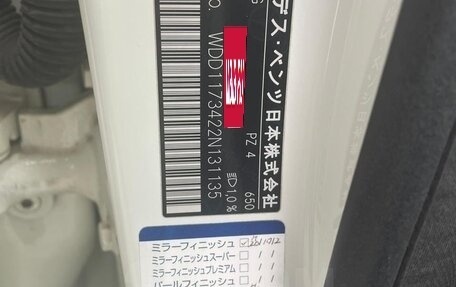 デス・ベンツ日本株式会社
PZ 4 650
O. WDD1173422N131135
1,0%
ミラーフィニッシュ
ミラーフィニッシュスーパー
ミラーフィニッシュプレミアム
パールフィニッシュ